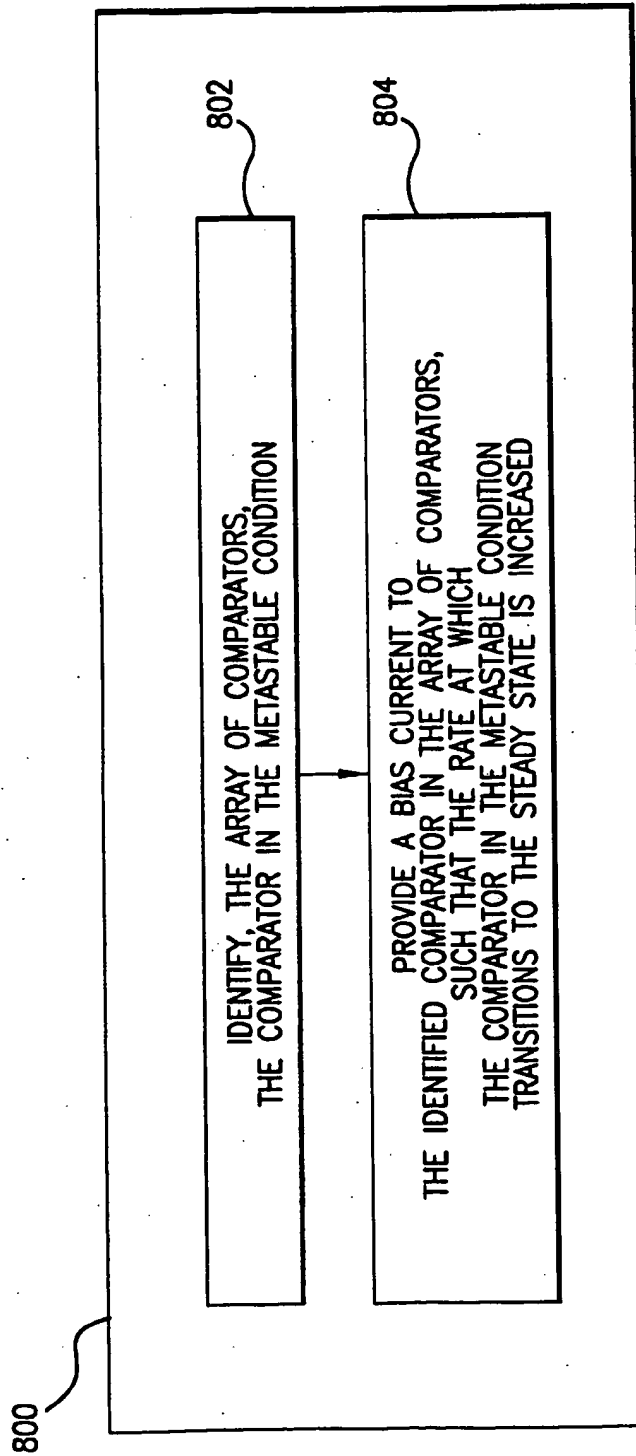 800
802
IDENTIFY, THE ARRAY OF COMPARATORS,
THE COMPARATOR IN THE METASTABLE CONDITION
804
PROVIDE A BIAS CURRENT TO
THE IDENTIFIED COMPARATOR IN THE ARRAY OF COMPARATORS,
SUCH THAT THE RATE AT WHICH
THE COMPARATOR IN THE METASTABLE CONDITION
TRANSITIONS TO THE STEADY STATE IS INCREASED